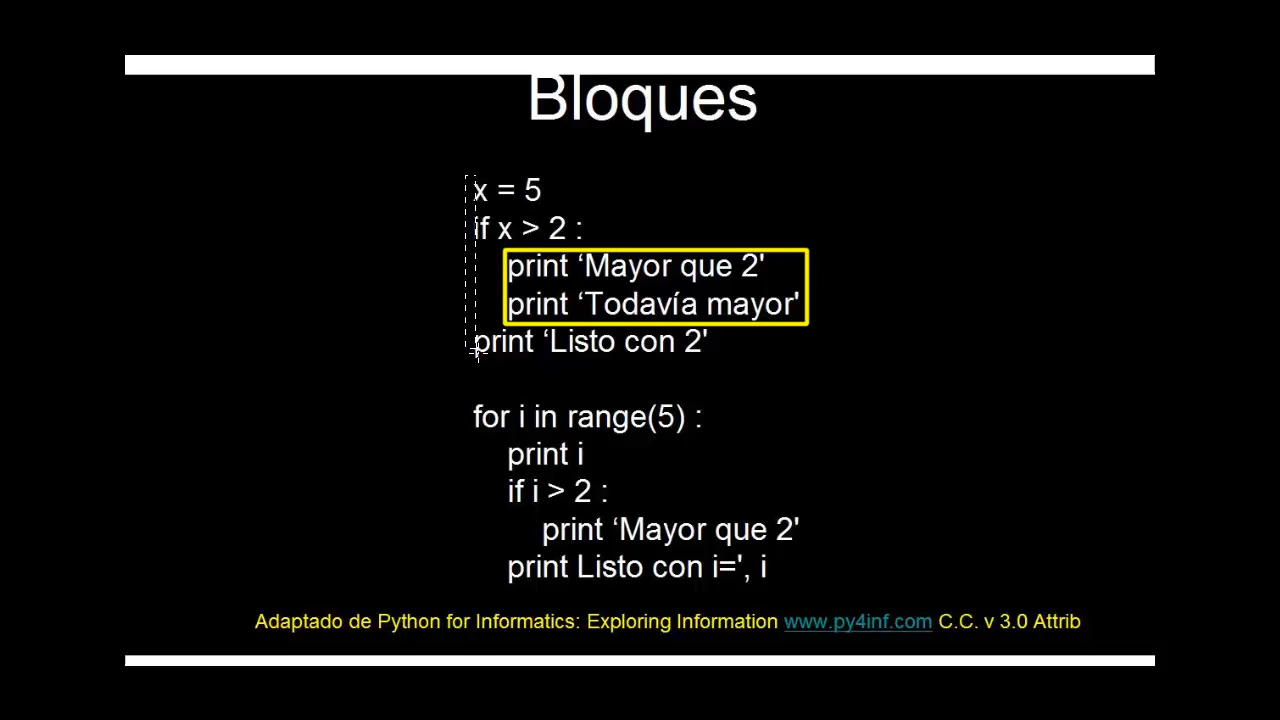 Bloques
x = 5
if x > 2 :
print ‘Mayor que 2'
print ‘Todavía mayor'
print ‘Listo con 2'
for i in range(5) :
print i
if i > 2 :
print ‘Mayor que 2'
print Listo con i=', i
Adaptado de Python for Informatics: Exploring Information www.py4inf.com C.C. v 3.0 Attrib